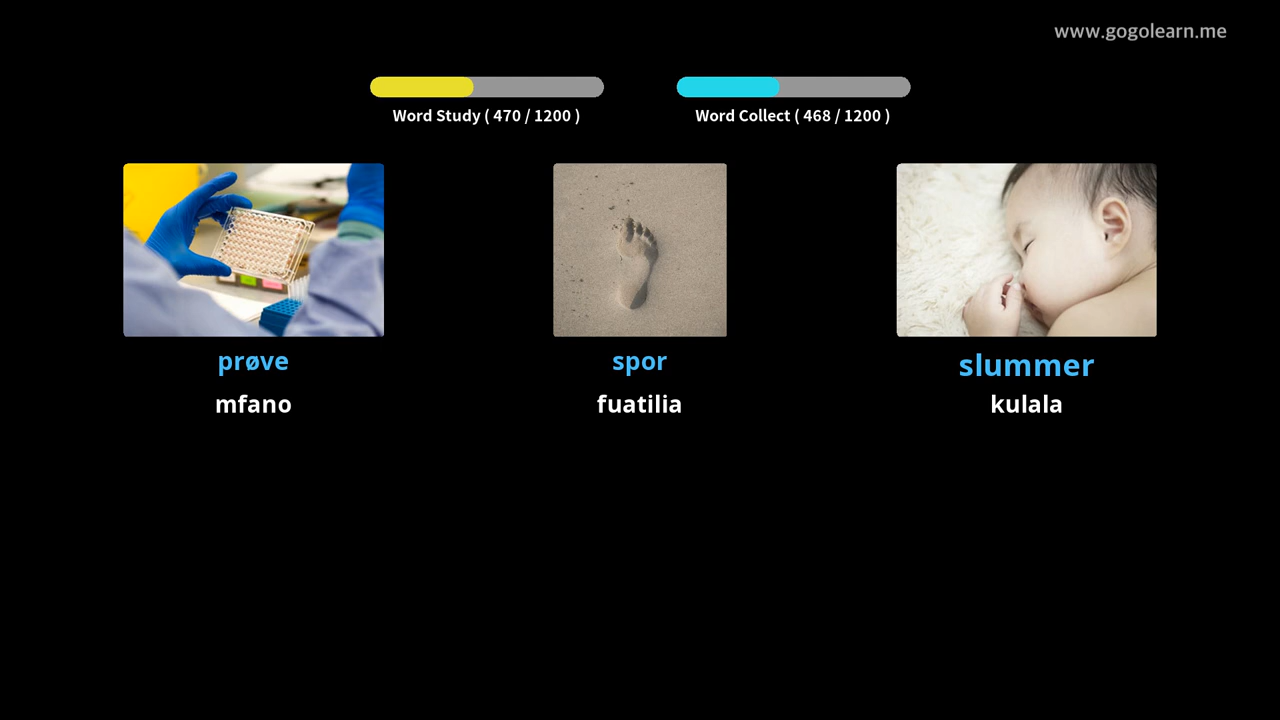 www.gogolearn.me
Word Study ( 470 / 1200 )
Word Collect ( 468 / 1200 )
prøve
mfano
spor
fuatilia
slummer
kulala